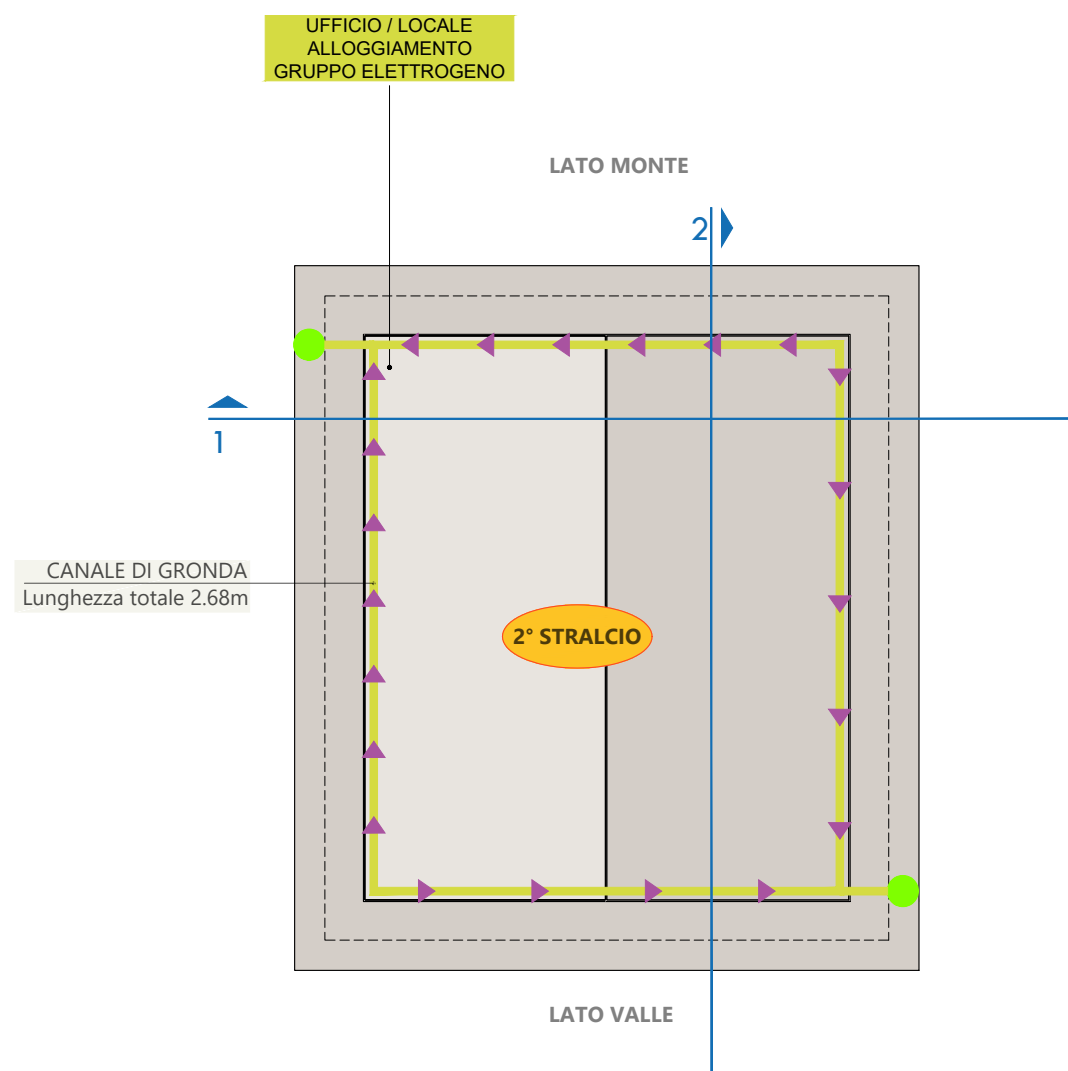 UFFICIO / LOCALE
ALLOGGIAMENTO
GRUPPO ELETTROGENO
LATO MONTE
2
1
CANALE DI GRONDA
Lunghezza totale 2.68m
2° STRALCIO
LATO VALLE